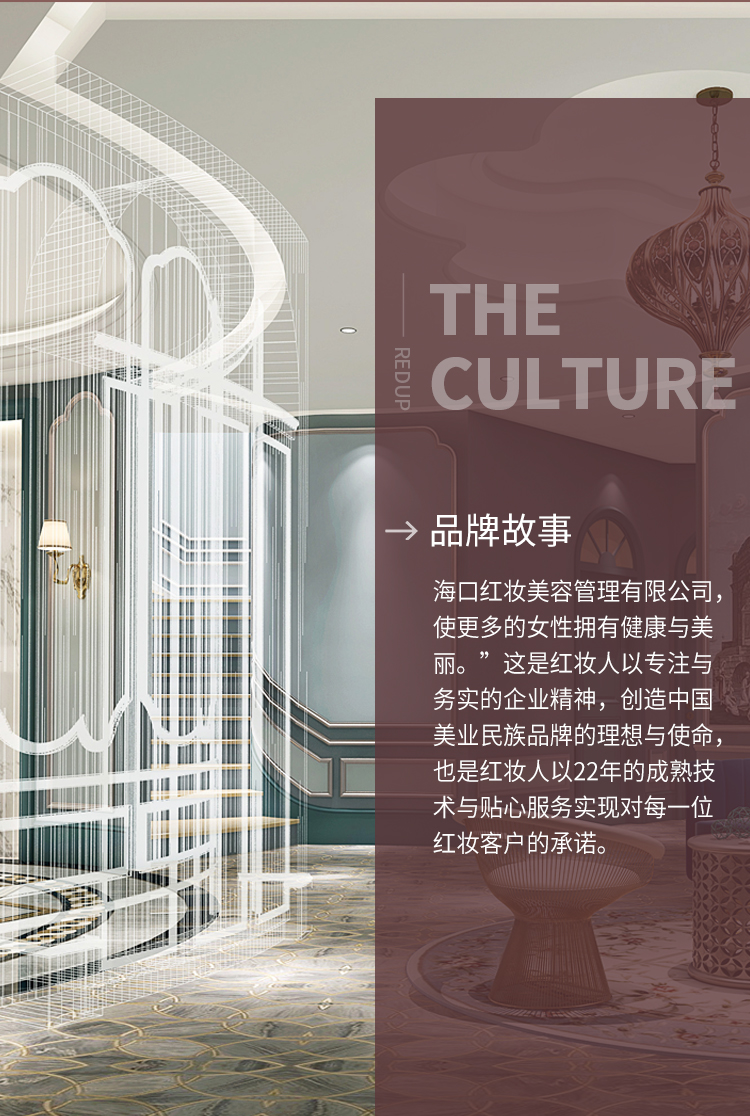 THE
CULTURE
REDUP
→ 品牌故事
海口红妆美容管理有限公司，
使更多的女性拥有健康与美
丽。”这是红妆人以专注与
务实的企业精神，创造中国
美业民族品牌的理想与使命，
也是红妆人以22年的成熟技
术与贴心服务实现对每一位
红妆客户的承诺。